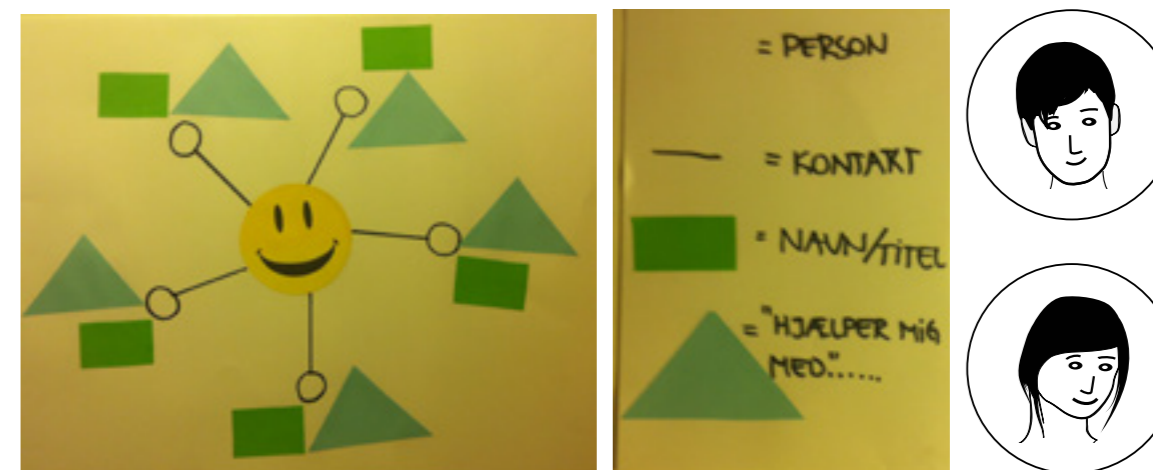 = PERSON
= KONTAKT
= NAVN/TITEL
= "HJÆLPER MIG
MED".....